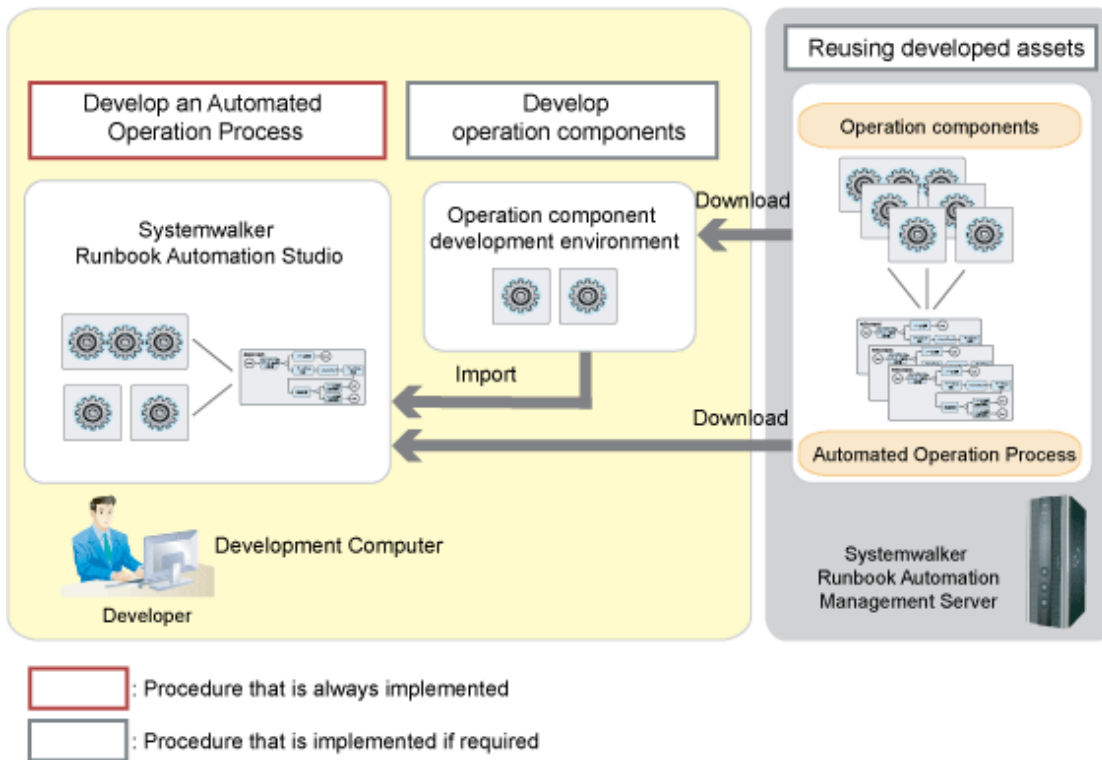 Reusing developed assets
Develop an Automated
Operation Process
Develop
operation components
Operation components
Systemwalker
Runbook Automation Studio
Operation component
development environment
Download
Import
Download
Automated Operation Process
Development Computer
Developer
Systemwalker
Runbook Automation
Management Server
: Procedure that is always implemented
: Procedure that is implemented if required